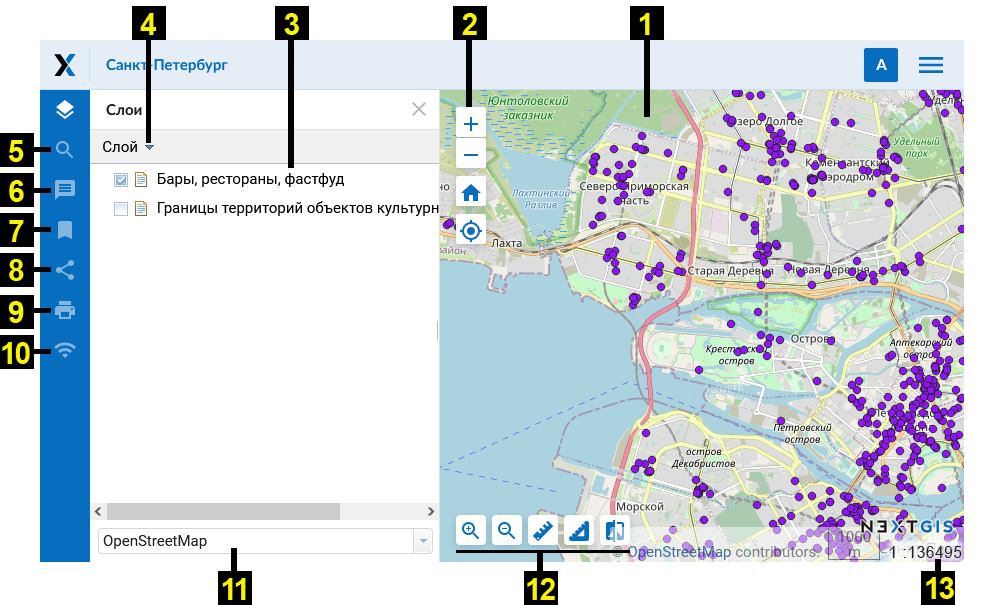 4
3
2
1
Санкт-Петербург
A
Слои
Слой
Бары, рестораны, фастфуд
Границы территорий объектов культурн
5
6
7
8
9
10
OpenStreetMap
11
Юнтоловский
заказник
Озеро Долгое
Удельный
парк
Комендантский
аэродром
Северо-Приморская
часть
Лахтинский
Разлив
Лахта
Старая Деревня
Новая Деревня
Крестовский
остров
Аптекарский
остров
Петровский
остров
остров
Декабристов
Морской
NEXTGIS
© OpenStreetMap contributors.
1000
m
1 :136495
12
13